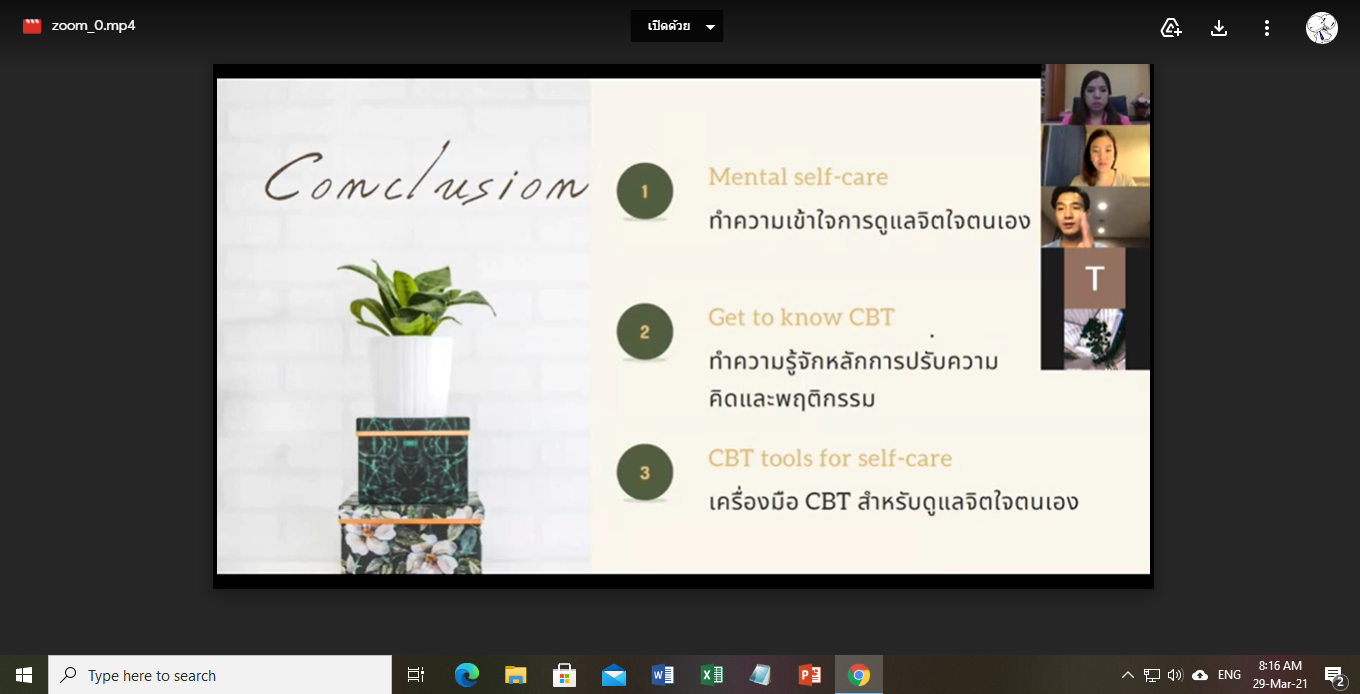 zoom_0.mp4
เปิดด้วย
Conclusion
1
Mental self-care
ทำความเข้าใจการดูแลจิตใจตนเอง
2
Get to know CBT
ทำความรู้จักหลักการปรับความ
คิดและพฤติกรรม
3
CBT tools for self-care
เครื่องมือ CBT สำหรับดูแลจิตใจตนเอง
T
Type here to search
ENG
8:16 AM
29-Mar-21
2